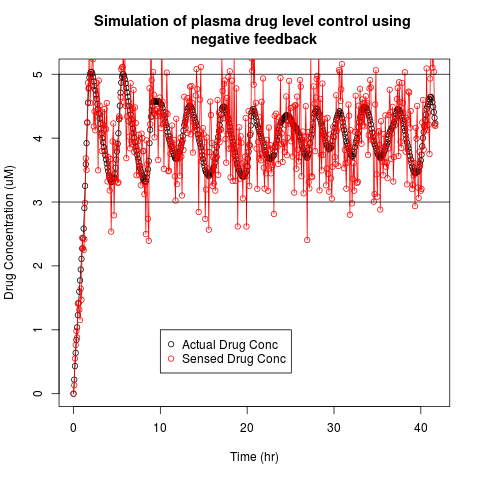 Simulation of plasma drug level control using
negative feedback
Drug Concentration (uM)
5
4
3
2
1
0
Actual Drug Conc
Sensed Drug Conc
0 10 20 30 40
Time (hr)